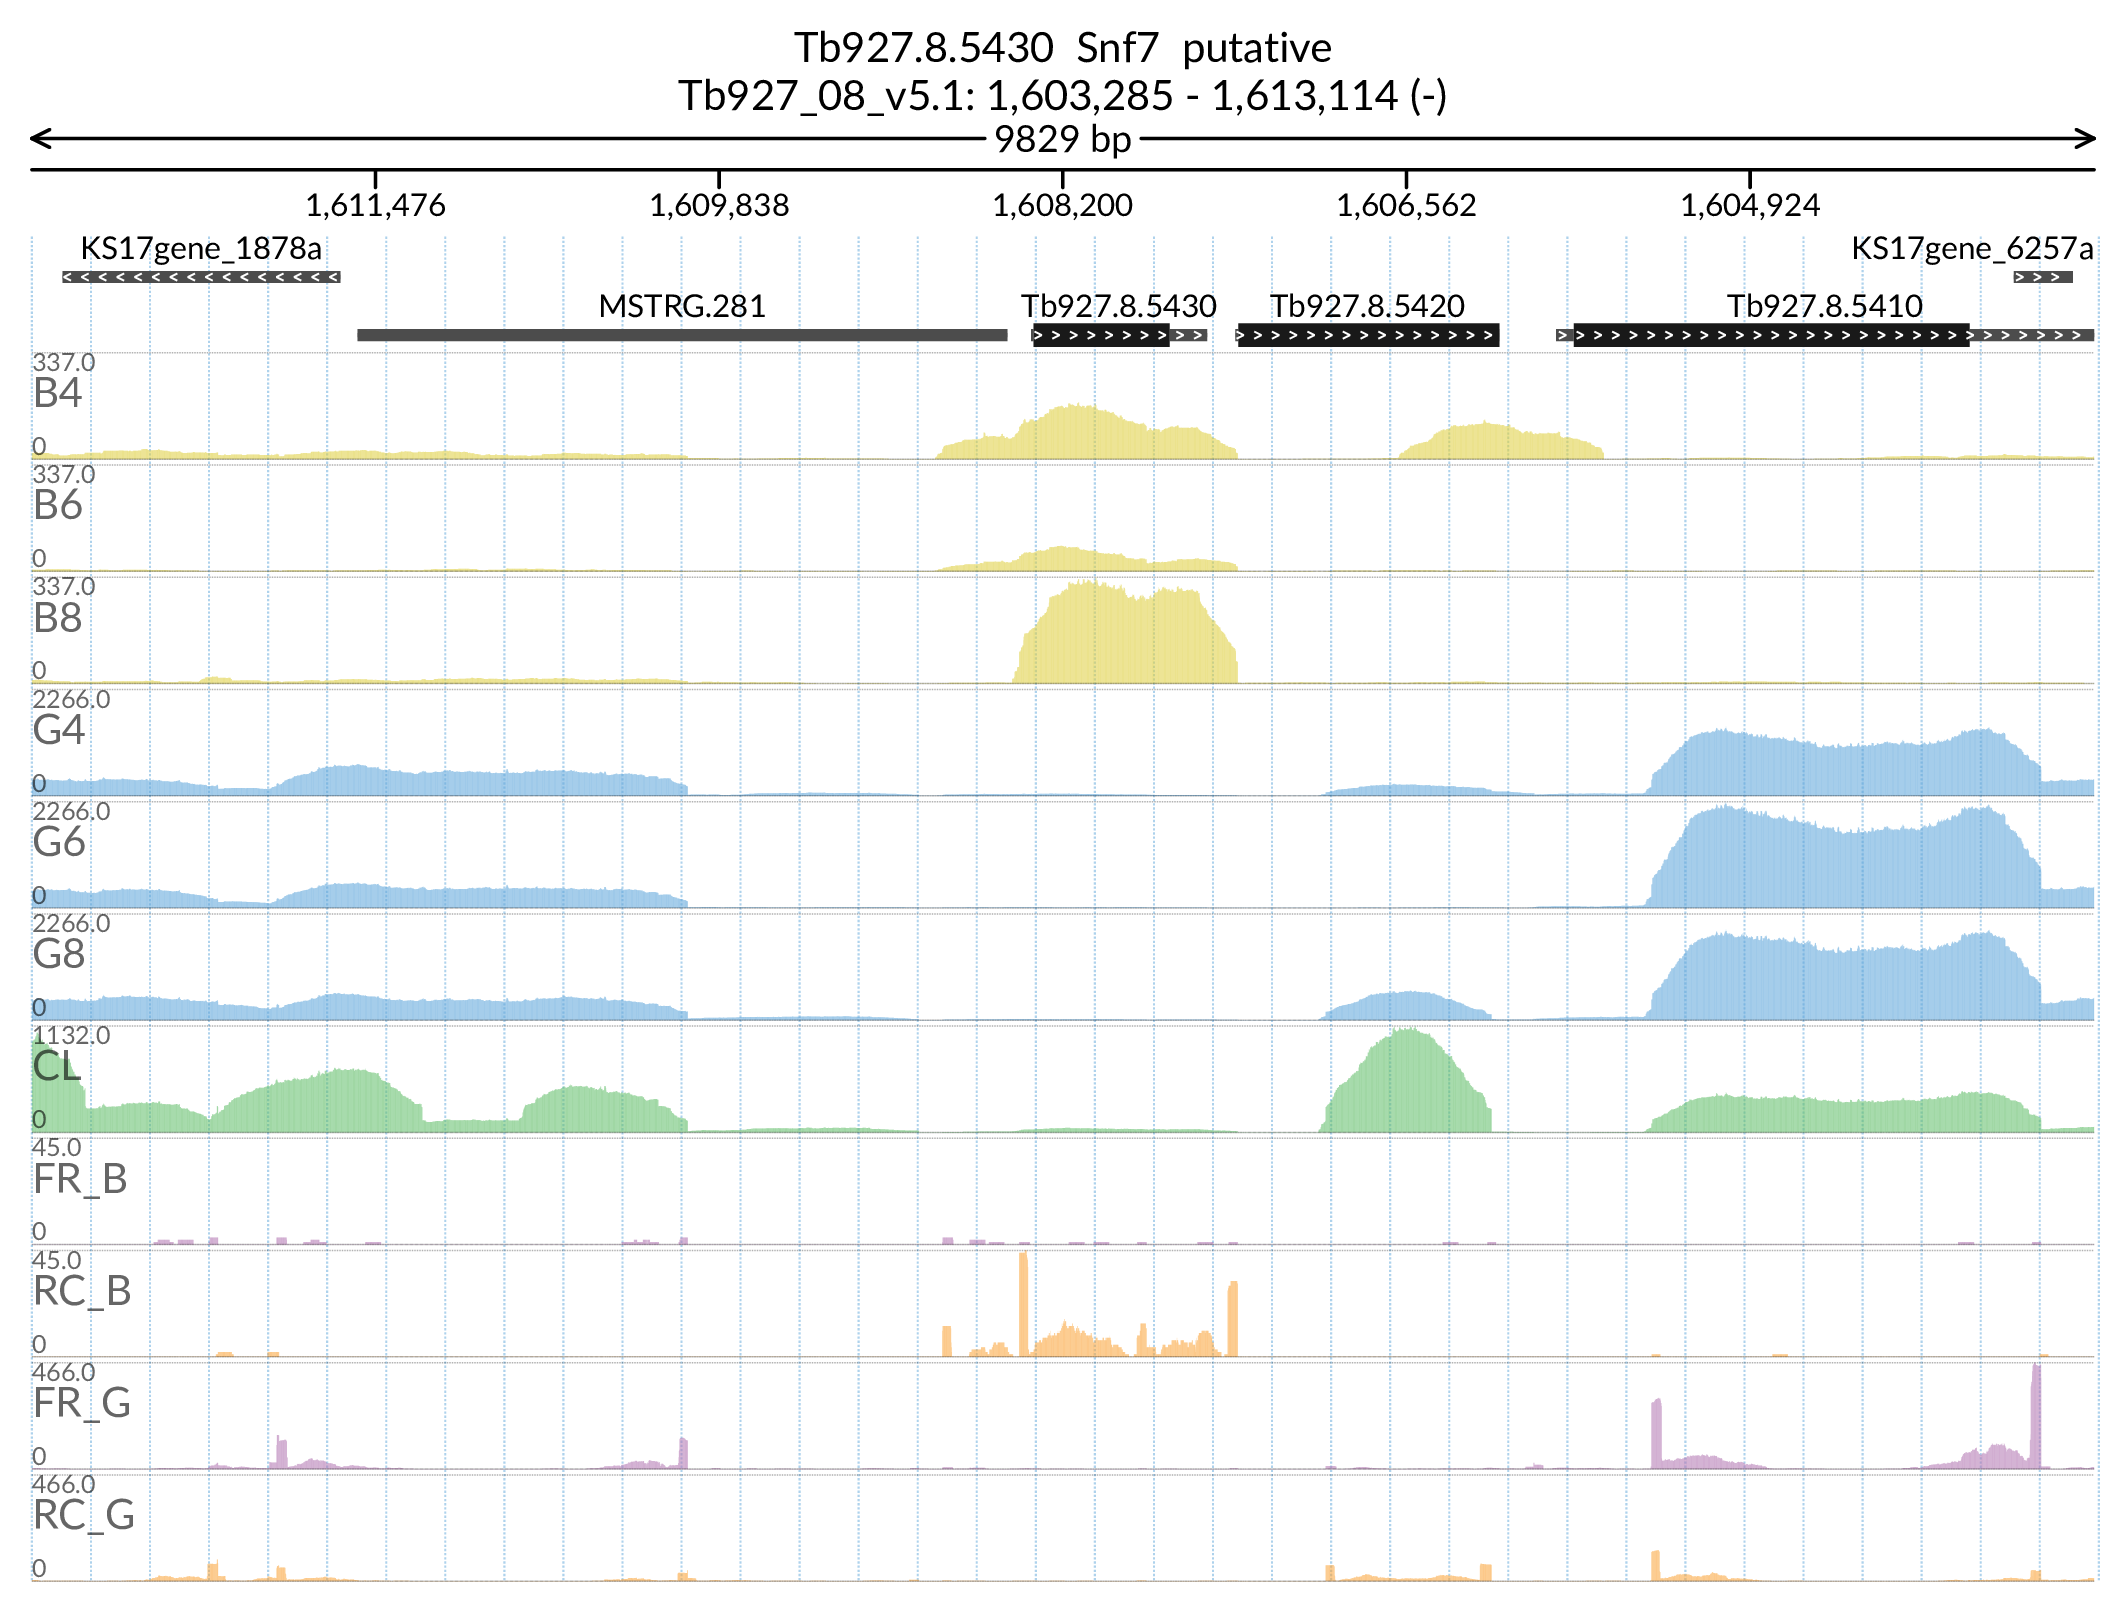 Tb927.8.5430 Snf7 putative
Tb927_08_v5.1: 1,603,285 - 1,613,114 (-)
9829 bp
1,611,476 1,609,838 1,608,200 1,606,562 1,604,924
KS17gene_1878a KS17gene_6257a
MSTRG.281 Tb927.8.5430 Tb927.8.5420 Tb927.8.5410
337.0
B4
0
337.0
B6
0
337.0
B8
0
2266.0
G4
0
2266.0
G6
0
2266.0
G8
0
1132.0
CL
0
45.0
FR_B
0
45.0
RC_B
0
466.0
FR_G
0
466.0
RC_G
0